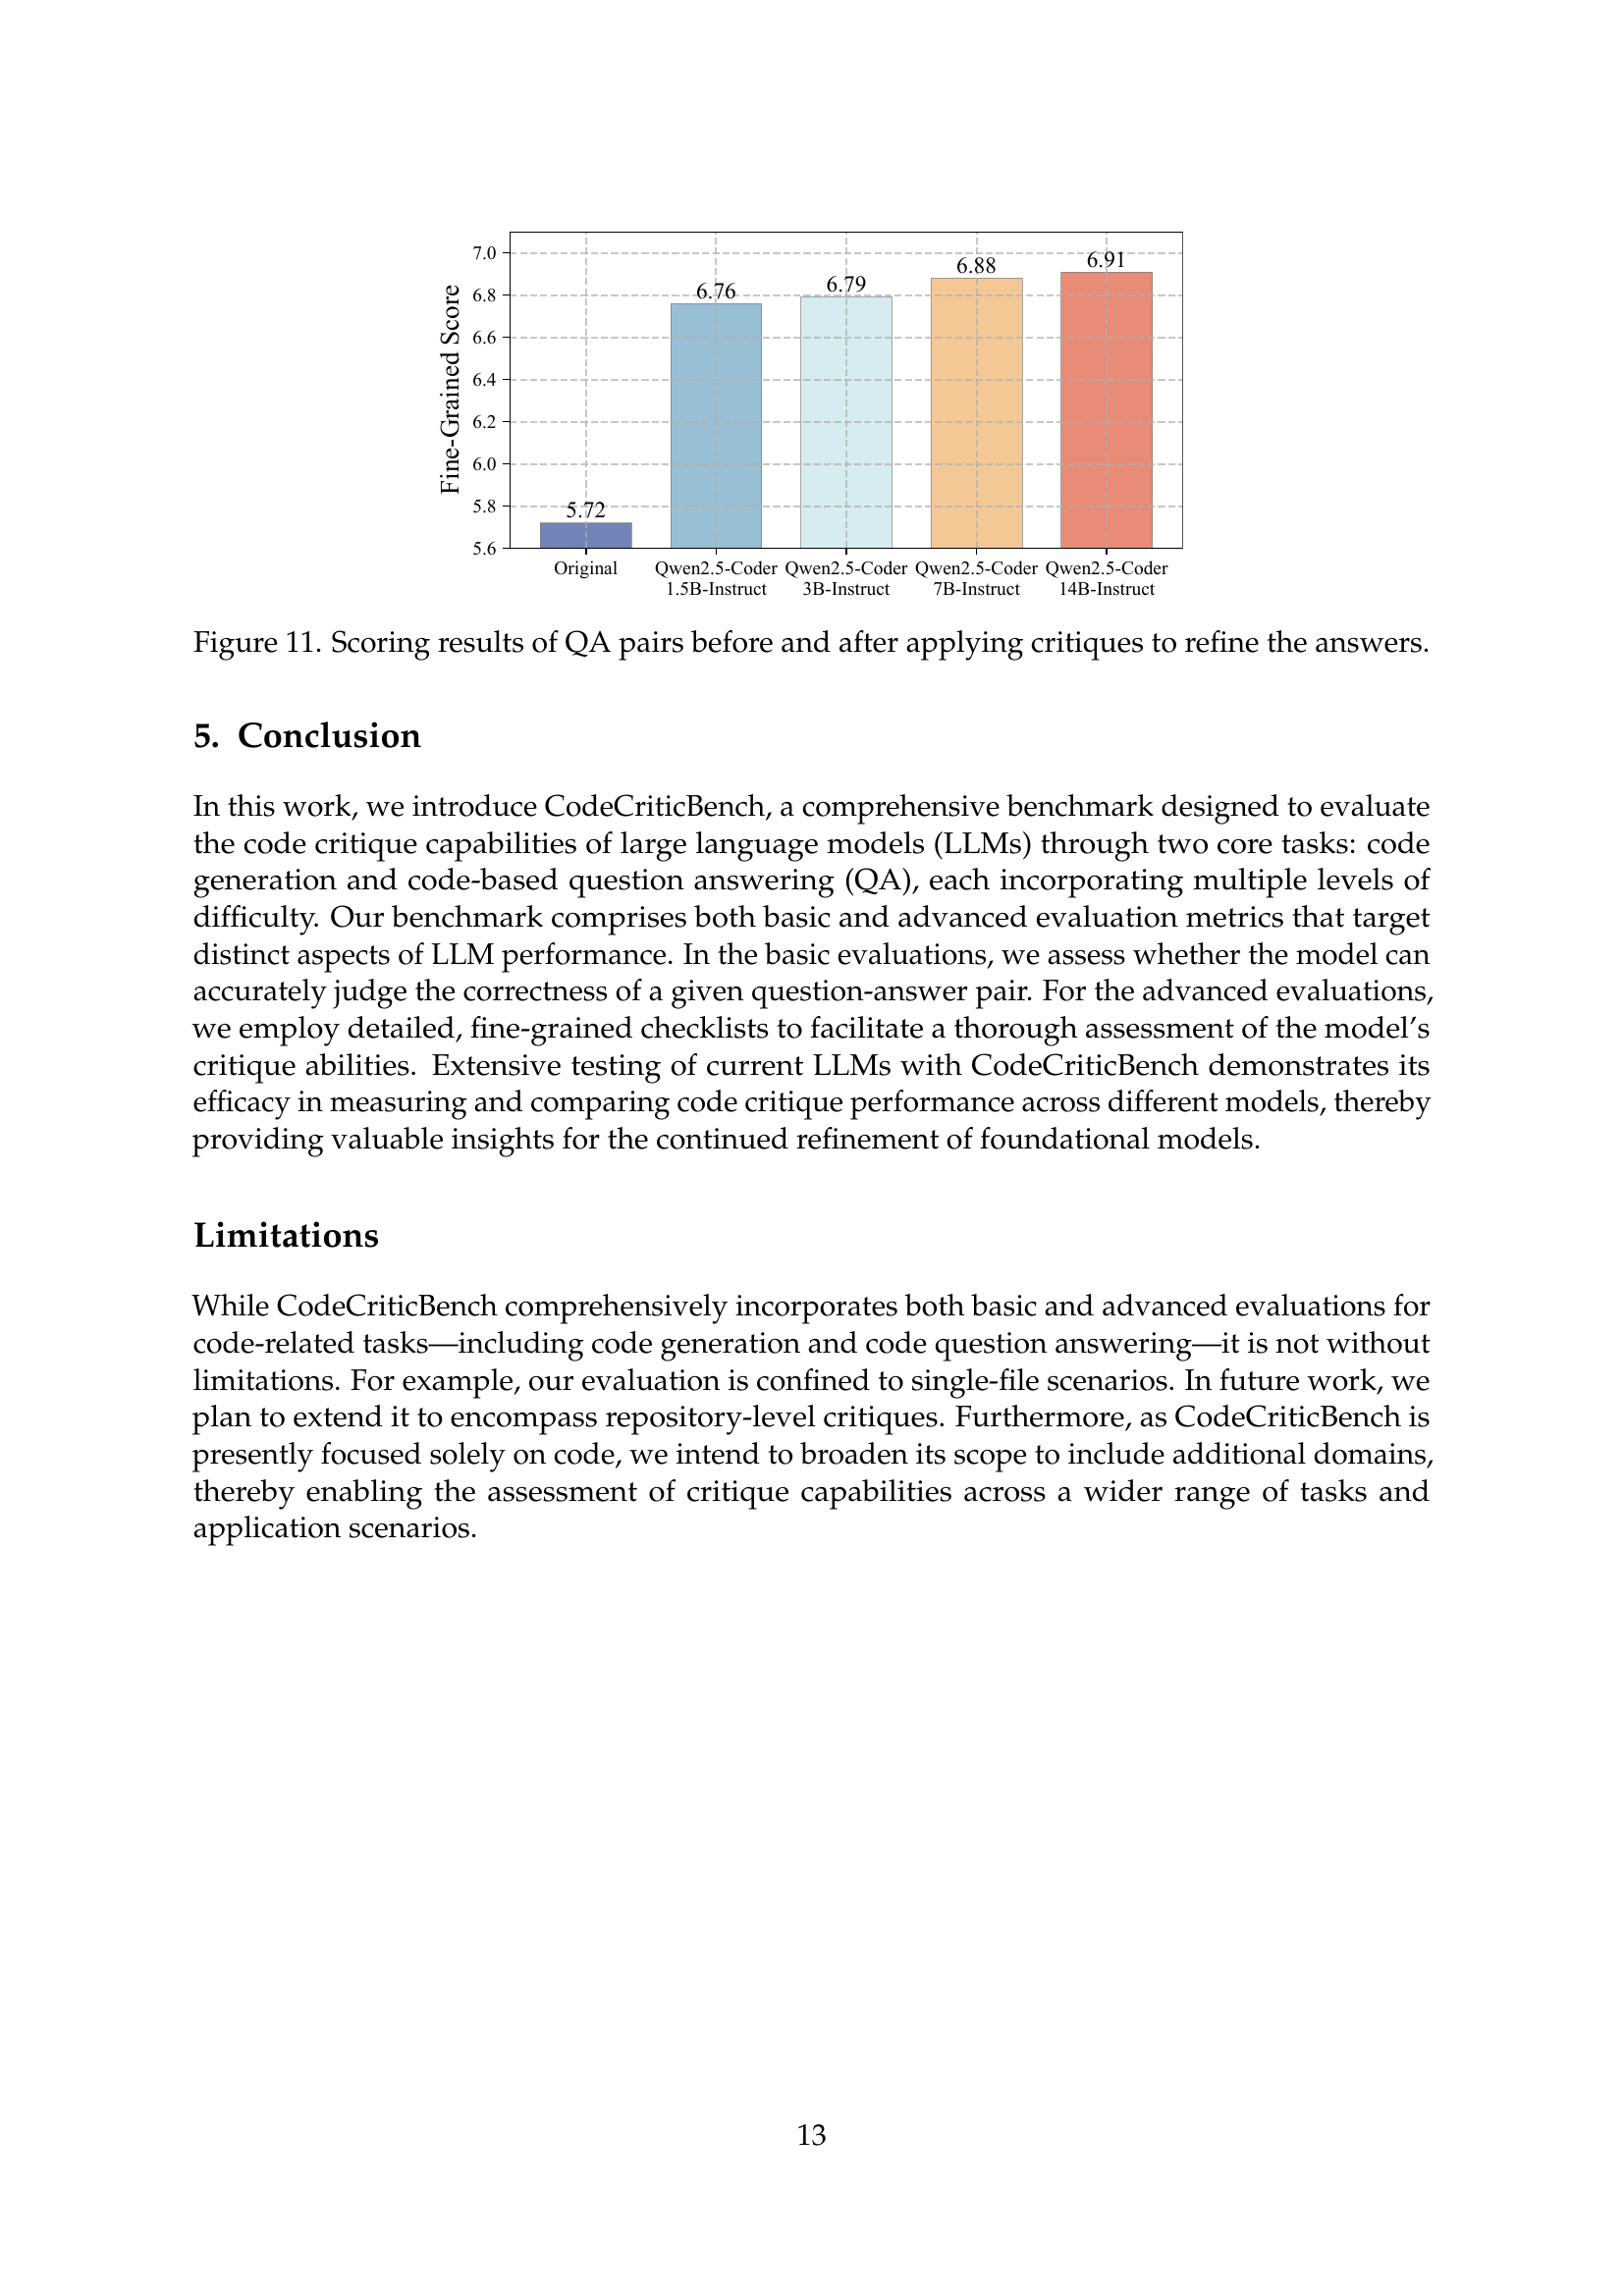 7.0
6.8
6.6
6.4
6.2
6.0
5.8
5.6
Fine-Grained Score
5.72
6.76
6.79
6.88
6.91
Original
Qwen2.5-Coder
1.5B-Instruct
Qwen2.5-Coder
3B-Instruct
Qwen2.5-Coder
7B-Instruct
Qwen2.5-Coder
14B-Instruct
Figure 11. Scoring results of QA pairs before and after applying critiques to refine the answers.
5. Conclusion
In this work, we introduce CodeCriticBench, a comprehensive benchmark designed to evaluate
the code critique capabilities of large language models (LLMs) through two core tasks: code
generation and code-based question answering (QA), each incorporating multiple levels of
difficulty. Our benchmark comprises both basic and advanced evaluation metrics that target
distinct aspects of LLM performance. In the basic evaluations, we assess whether the model can
accurately judge the correctness of a given question-answer pair. For the advanced evaluations,
we employ detailed, fine-grained checklists to facilitate a thorough assessment of the model's
critique abilities. Extensive testing of current LLMs with CodeCriticBench demonstrates its
efficacy in measuring and comparing code critique performance across different models, thereby
providing valuable insights for the continued refinement of foundational models.
Limitations
While CodeCriticBench comprehensively incorporates both basic and advanced evaluations for
code-related tasks—including code generation and code question answering—it is not without
limitations. For example, our evaluation is confined to single-file scenarios. In future work, we
plan to extend it to encompass repository-level critiques. Furthermore, as CodeCriticBench is
presently focused solely on code, we intend to broaden its scope to include additional domains,
thereby enabling the assessment of critique capabilities across a wider range of tasks and
application scenarios.
13